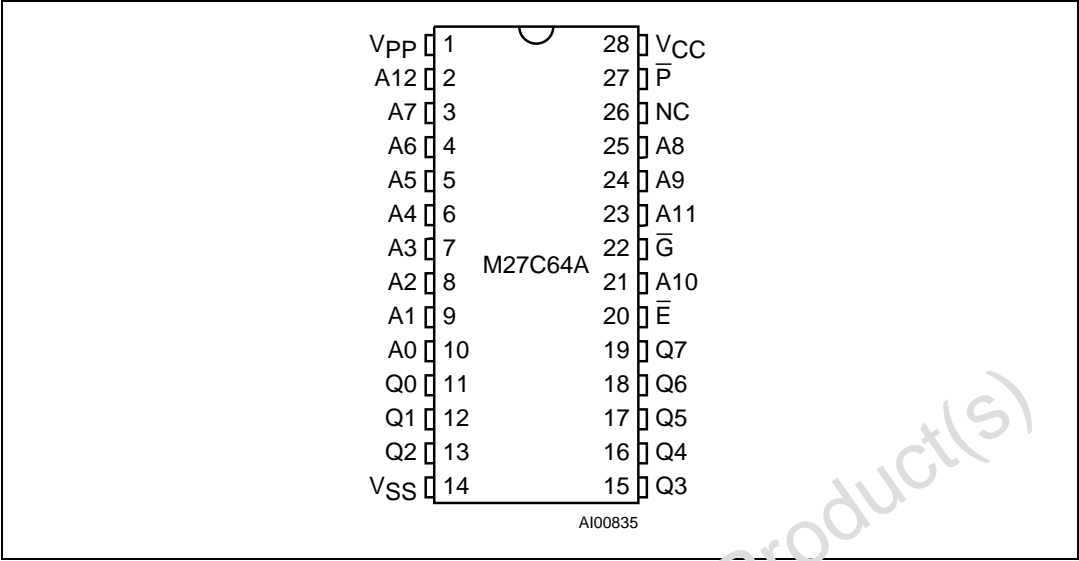 VPP 1 28 VCC
A12 2 27 P̅
A7 3 26 NC
A6 4 25 A8
A5 5 24 A9
A4 6 23 A11
A3 7 22 G̅
M27C64A
A2 8 21 A10
A1 9 20 E̅
A0 10 19 Q7
Q0 11 18 Q6
Q1 12 17 Q5
Q2 13 16 Q4
VSS 14 15 Q3
AI00835